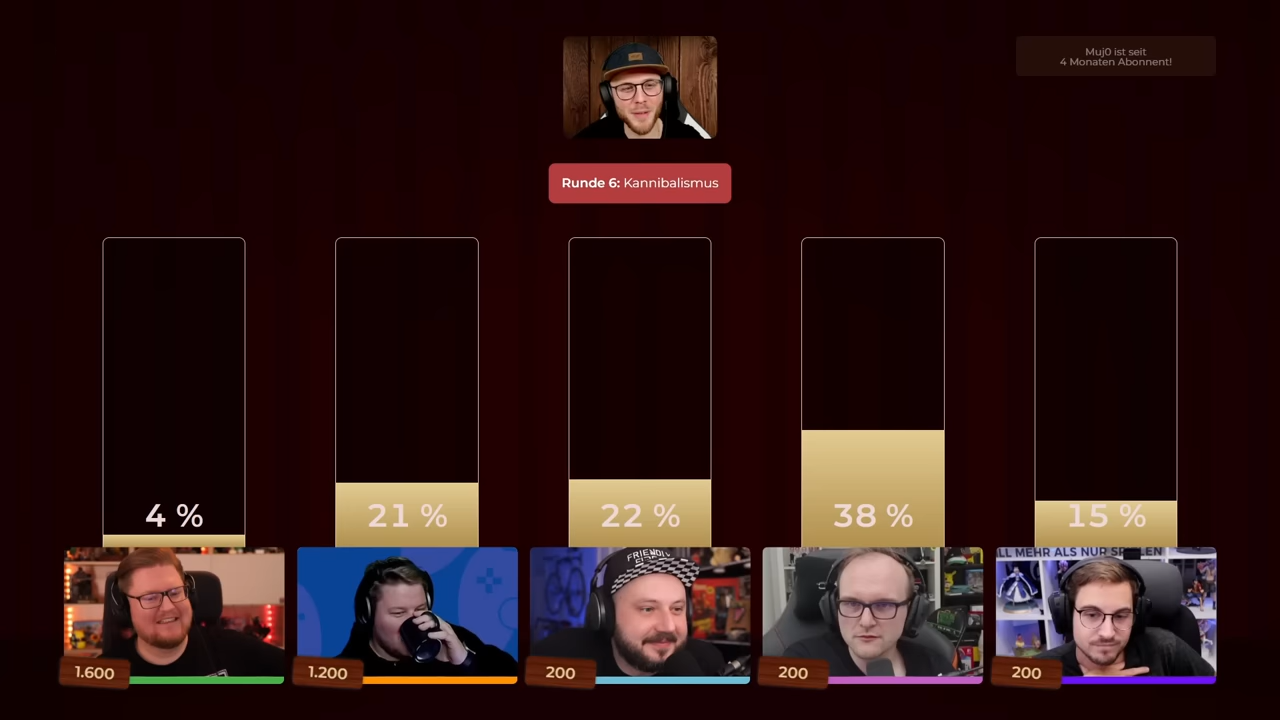 Muj0 ist seit
4 Monaten Abonnent!
Runde 6: Kannibalismus
4 %
21 %
22 %
38 %
15 %
FRIENDLY
ALL MEHR ALS NUR SPIELEN
1.600
1.200
200
200
200